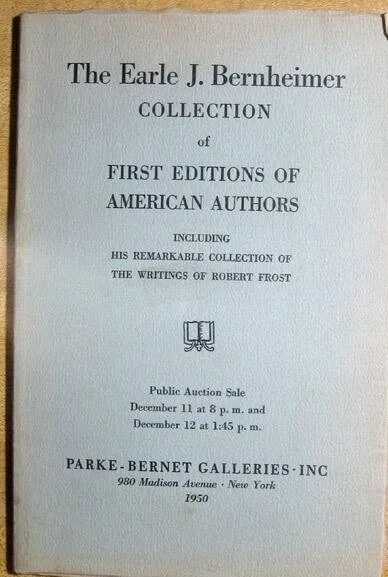 The Earle J. Bernheimer
COLLECTION
of
FIRST EDITIONS OF
AMERICAN AUTHORS
INCLUDING
HIS REMARKABLE COLLECTION OF
THE WRITINGS OF ROBERT FROST
Public Auction Sale
December 11 at 8 p. m. and
December 12 at 1:45 p. m.
PARKE-BERNET GALLERIES · INC
980 Madison Avenue · New York
1950